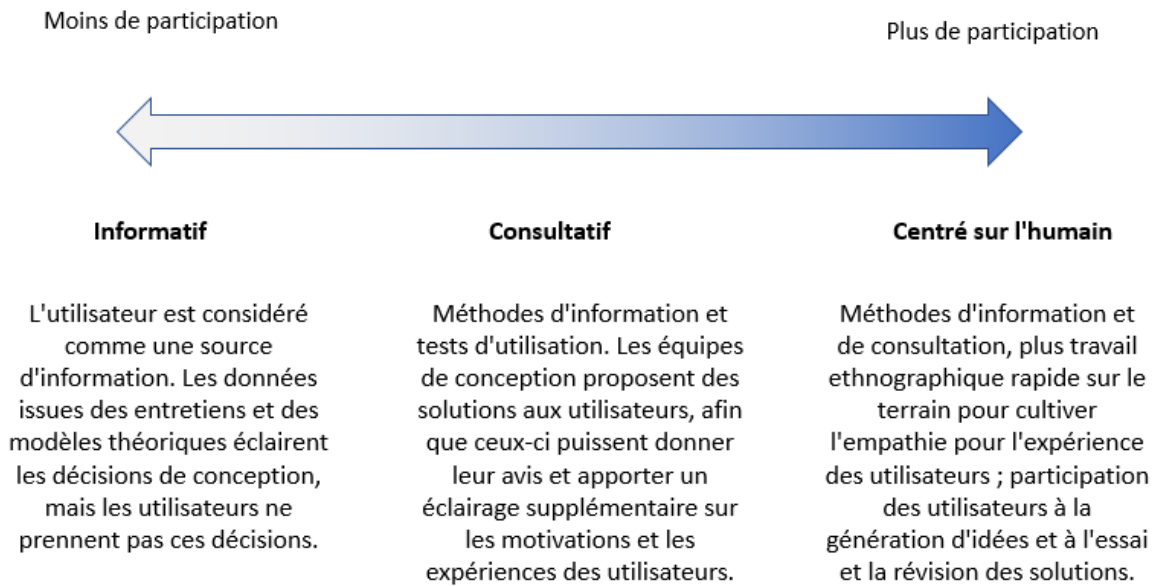 Moins de participation
Plus de participation
Informatif
L'utilisateur est considéré
comme une source
d'information. Les données
issues des entretiens et des
modèles théoriques éclairent
les décisions de conception,
mais les utilisateurs ne
prennent pas ces décisions.
Consultatif
Méthodes d'information et
tests d'utilisation. Les équipes
de conception proposent des
solutions aux utilisateurs, afin
que ceux-ci puissent donner
leur avis et apporter un
éclairage supplémentaire sur
les motivations et les
expériences des utilisateurs.
Centré sur l'humain
Méthodes d'information et
de consultation, plus travail
ethnographique rapide sur le
terrain pour cultiver
l'empathie pour l'expérience
des utilisateurs ; participation
des utilisateurs à la
génération d'idées et à l'essai
et la révision des solutions.